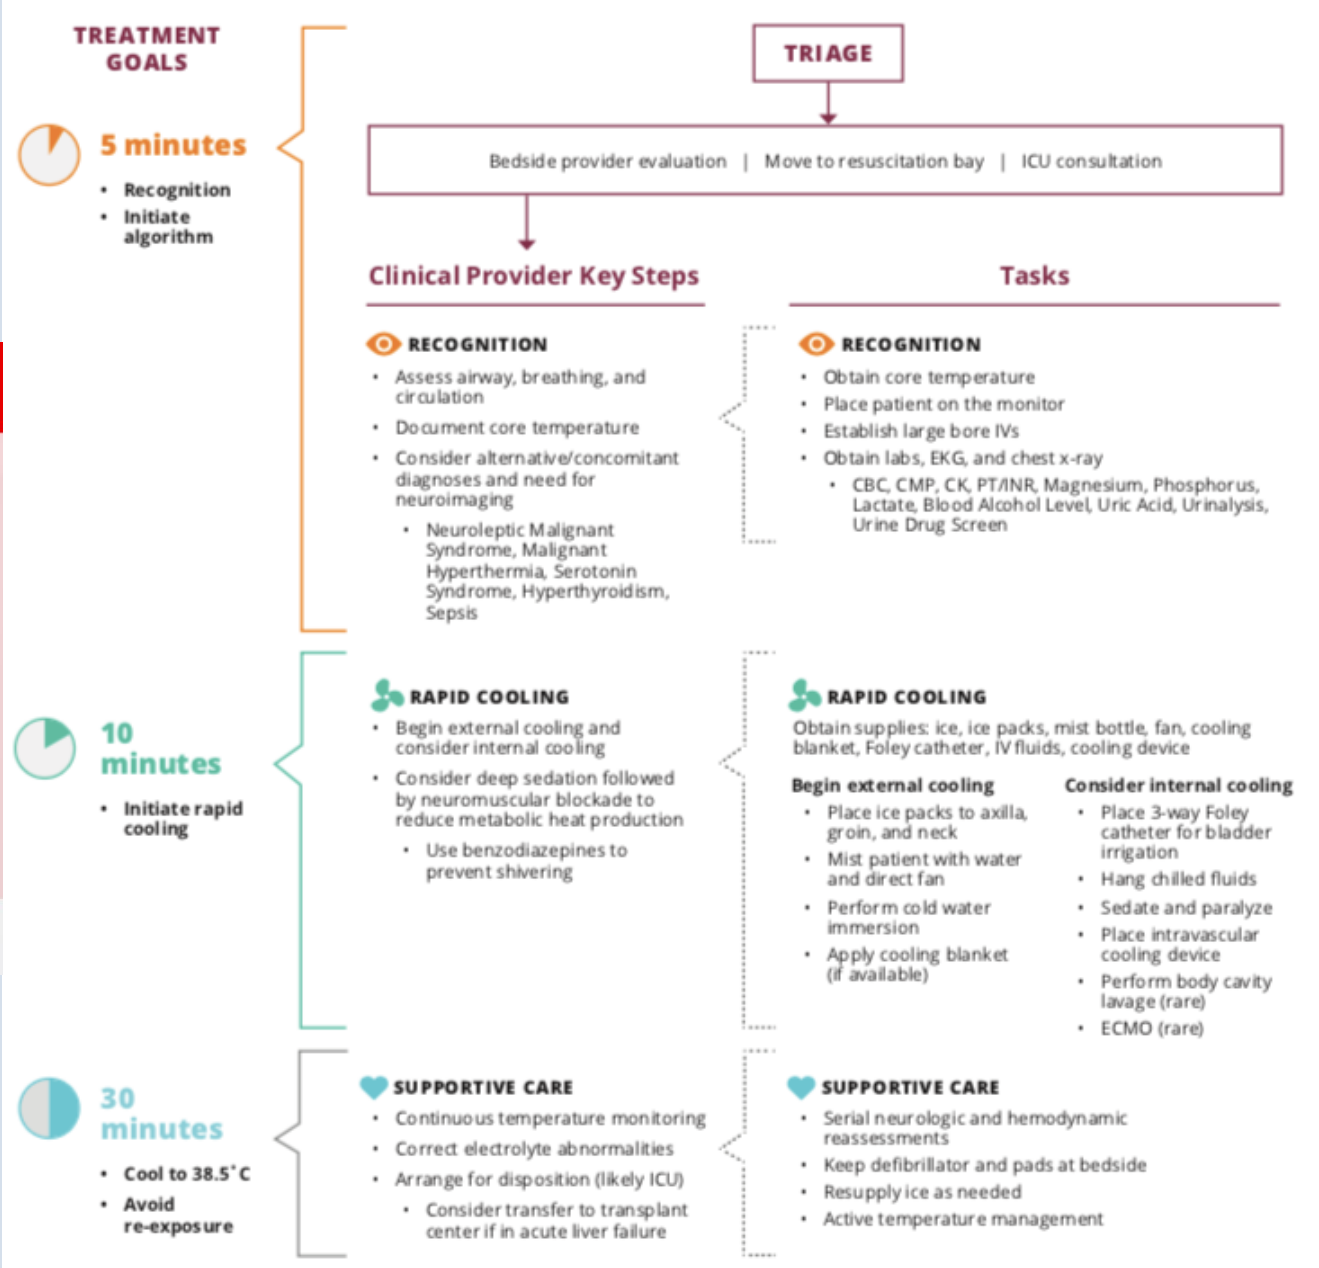 TREATMENT
GOALS
5 minutes
• Recognition
• Initiate
algorithm
TRIAGE
Bedside provider evaluation | Move to resuscitation bay | ICU consultation
Clinical Provider Key Steps
RECOGNITION
• Assess airway, breathing, and
circulation
• Document core temperature
• Consider alternative/concomitant
diagnoses and need for
neuroimaging
• Neuroleptic Malignant
Syndrome, Malignant
Hyperthermia, Serotonin
Syndrome, Hyperthyroidism,
Sepsis
Tasks
RECOGNITION
• Obtain core temperature
• Place patient on the monitor
• Establish large bore IVs
• Obtain labs, EKG, and chest x-ray
• CBC, CMP, CK, PT/INR, Magnesium, Phosphorus,
Lactate, Blood Alcohol Level, Uric Acid, Urinalysis,
Urine Drug Screen
10
minutes
• Initiate rapid
cooling
RAPID COOLING
• Begin external cooling and
consider internal cooling
• Consider deep sedation followed
by neuromuscular blockade to
reduce metabolic heat production
• Use benzodiazepines to
prevent shivering
RAPID COOLING
Obtain supplies: ice, ice packs, mist bottle, fan, cooling
blanket, Foley catheter, IV fluids, cooling device
Begin external cooling
• Place ice packs to axilla,
groin, and neck
• Mist patient with water
and direct fan
• Perform cold water
immersion
• Apply cooling blanket
(if available)
Consider internal cooling
• Place 3-way Foley
catheter for bladder
irrigation
• Hang chilled fluids
• Sedate and paralyze
• Place intravascular
cooling device
• Perform body cavity
lavage (rare)
• ECMO (rare)
30
minutes
• Cool to 38.5˚C
• Avoid
re-exposure
SUPPORTIVE CARE
• Continuous temperature monitoring
• Correct electrolyte abnormalities
• Arrange for disposition (likely ICU)
• Consider transfer to transplant
center if in acute liver failure
SUPPORTIVE CARE
• Serial neurologic and hemodynamic
reassessments
• Keep defibrillator and pads at bedside
• Resupply ice as needed
• Active temperature management